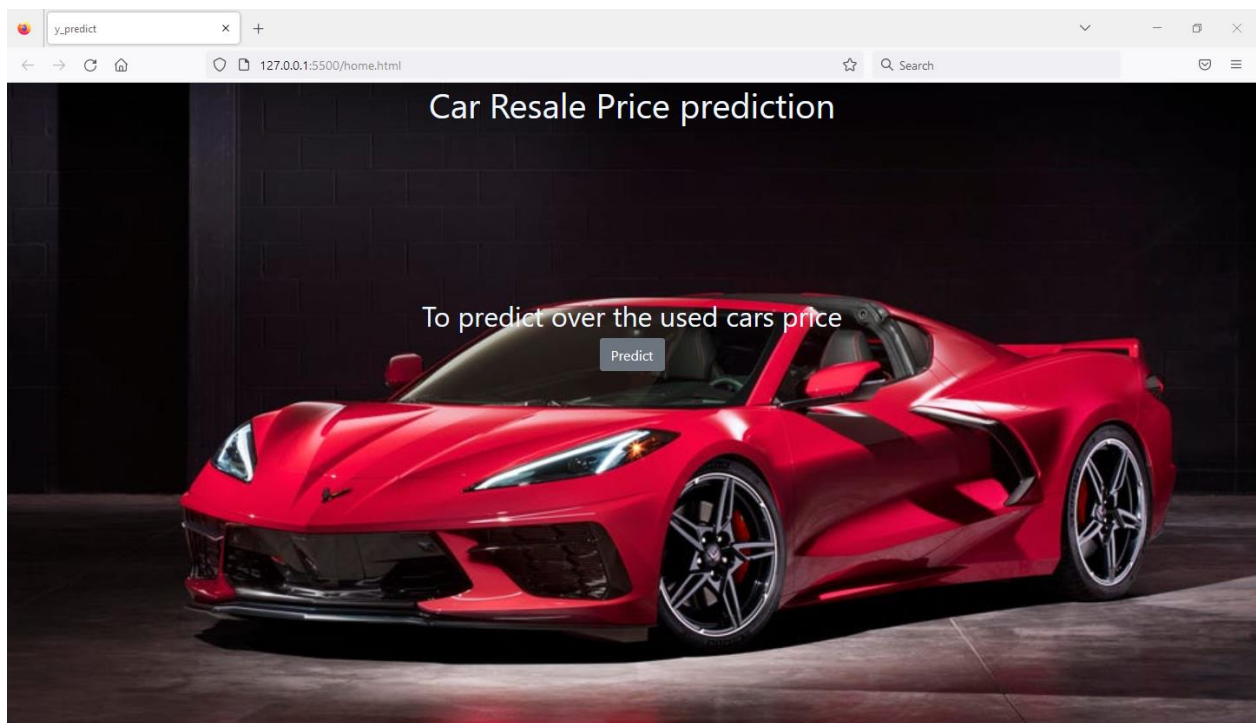 y_predict
127.0.0.1:5500/home.html
Search
Car Resale Price prediction
To predict over the used cars price
Predict